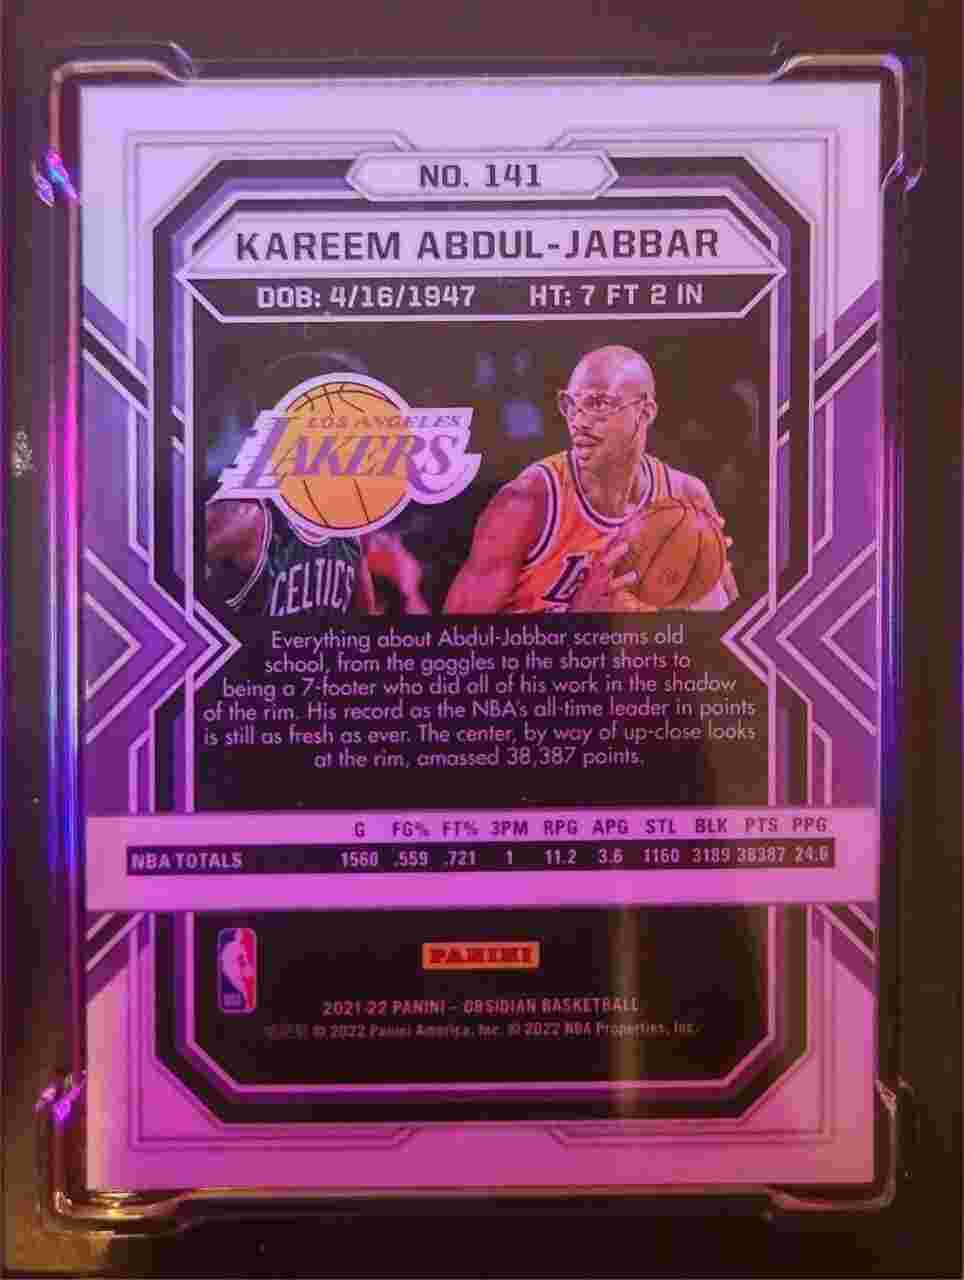 NO. 141
KAREEM ABDUL-JABBAR
DOB: 4/16/1947 HT: 7 FT 2 IN
LOS ANGELES
LAKERS
CELTICS
Everything about Abdul-Jabbar screams old
school, from the goggles to the short shorts to
being a 7-footer who did all of his work in the shadow
of the rim. His record as the NBA's all-time leader in points
is still as fresh as ever. The center, by way of up-close looks
at the rim, amassed 38,387 points.
G FG% FT% 3PM RPG APG STL BLK PTS PPG
NBA TOTALS 1560 .559 .721 1 11.2 3.6 1160 3189 38387 24.6
PANINI
2021-22 PANINI - OBSIDIAN BASKETBALL
© 2022 Panini America, Inc. © 2022 NBA Properties, Inc.